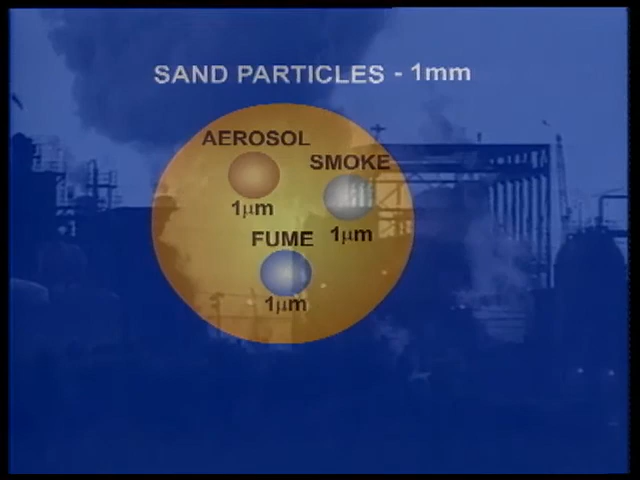 SAND PARTICLES - 1mm
AEROSOL
1μm
SMOKE
1μm
FUME
1μm